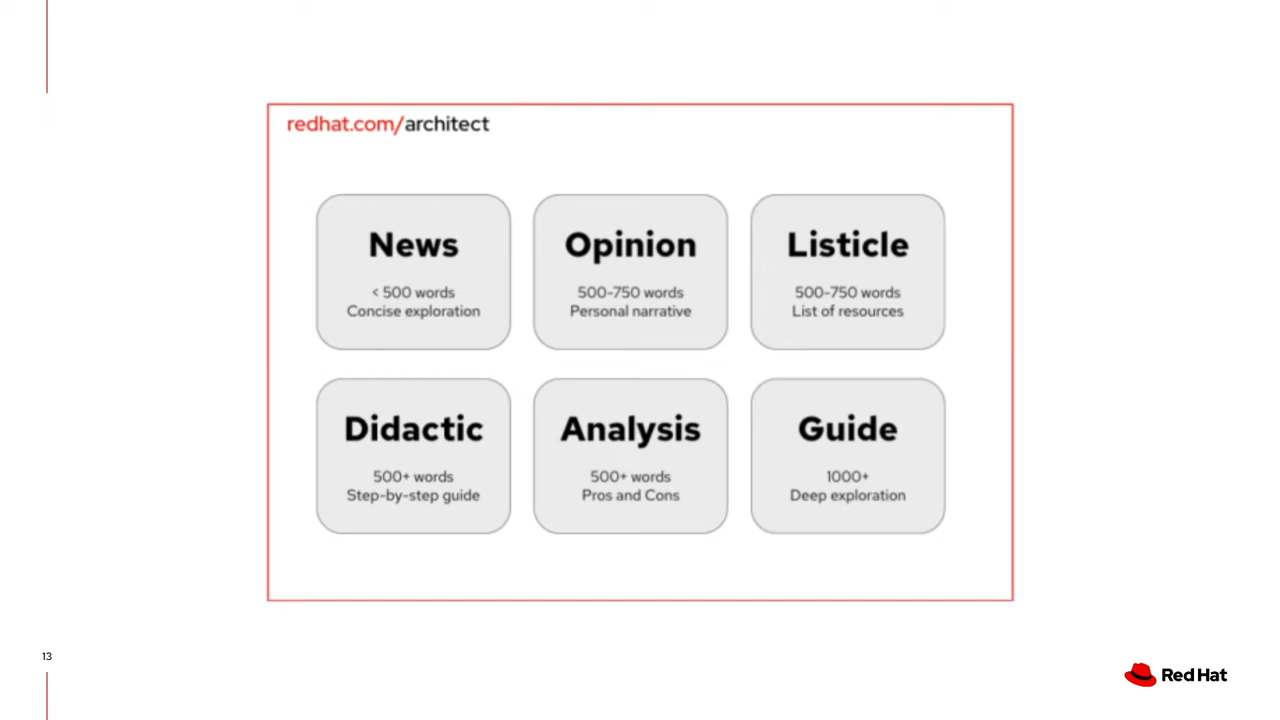 redhat.com/architect
News
< 500 words
Concise exploration
Opinion
500-750 words
Personal narrative
Listicle
500-750 words
List of resources
Didactic
500+ words
Step-by-step guide
Analysis
500+ words
Pros and Cons
Guide
1000+
Deep exploration
13
Red Hat